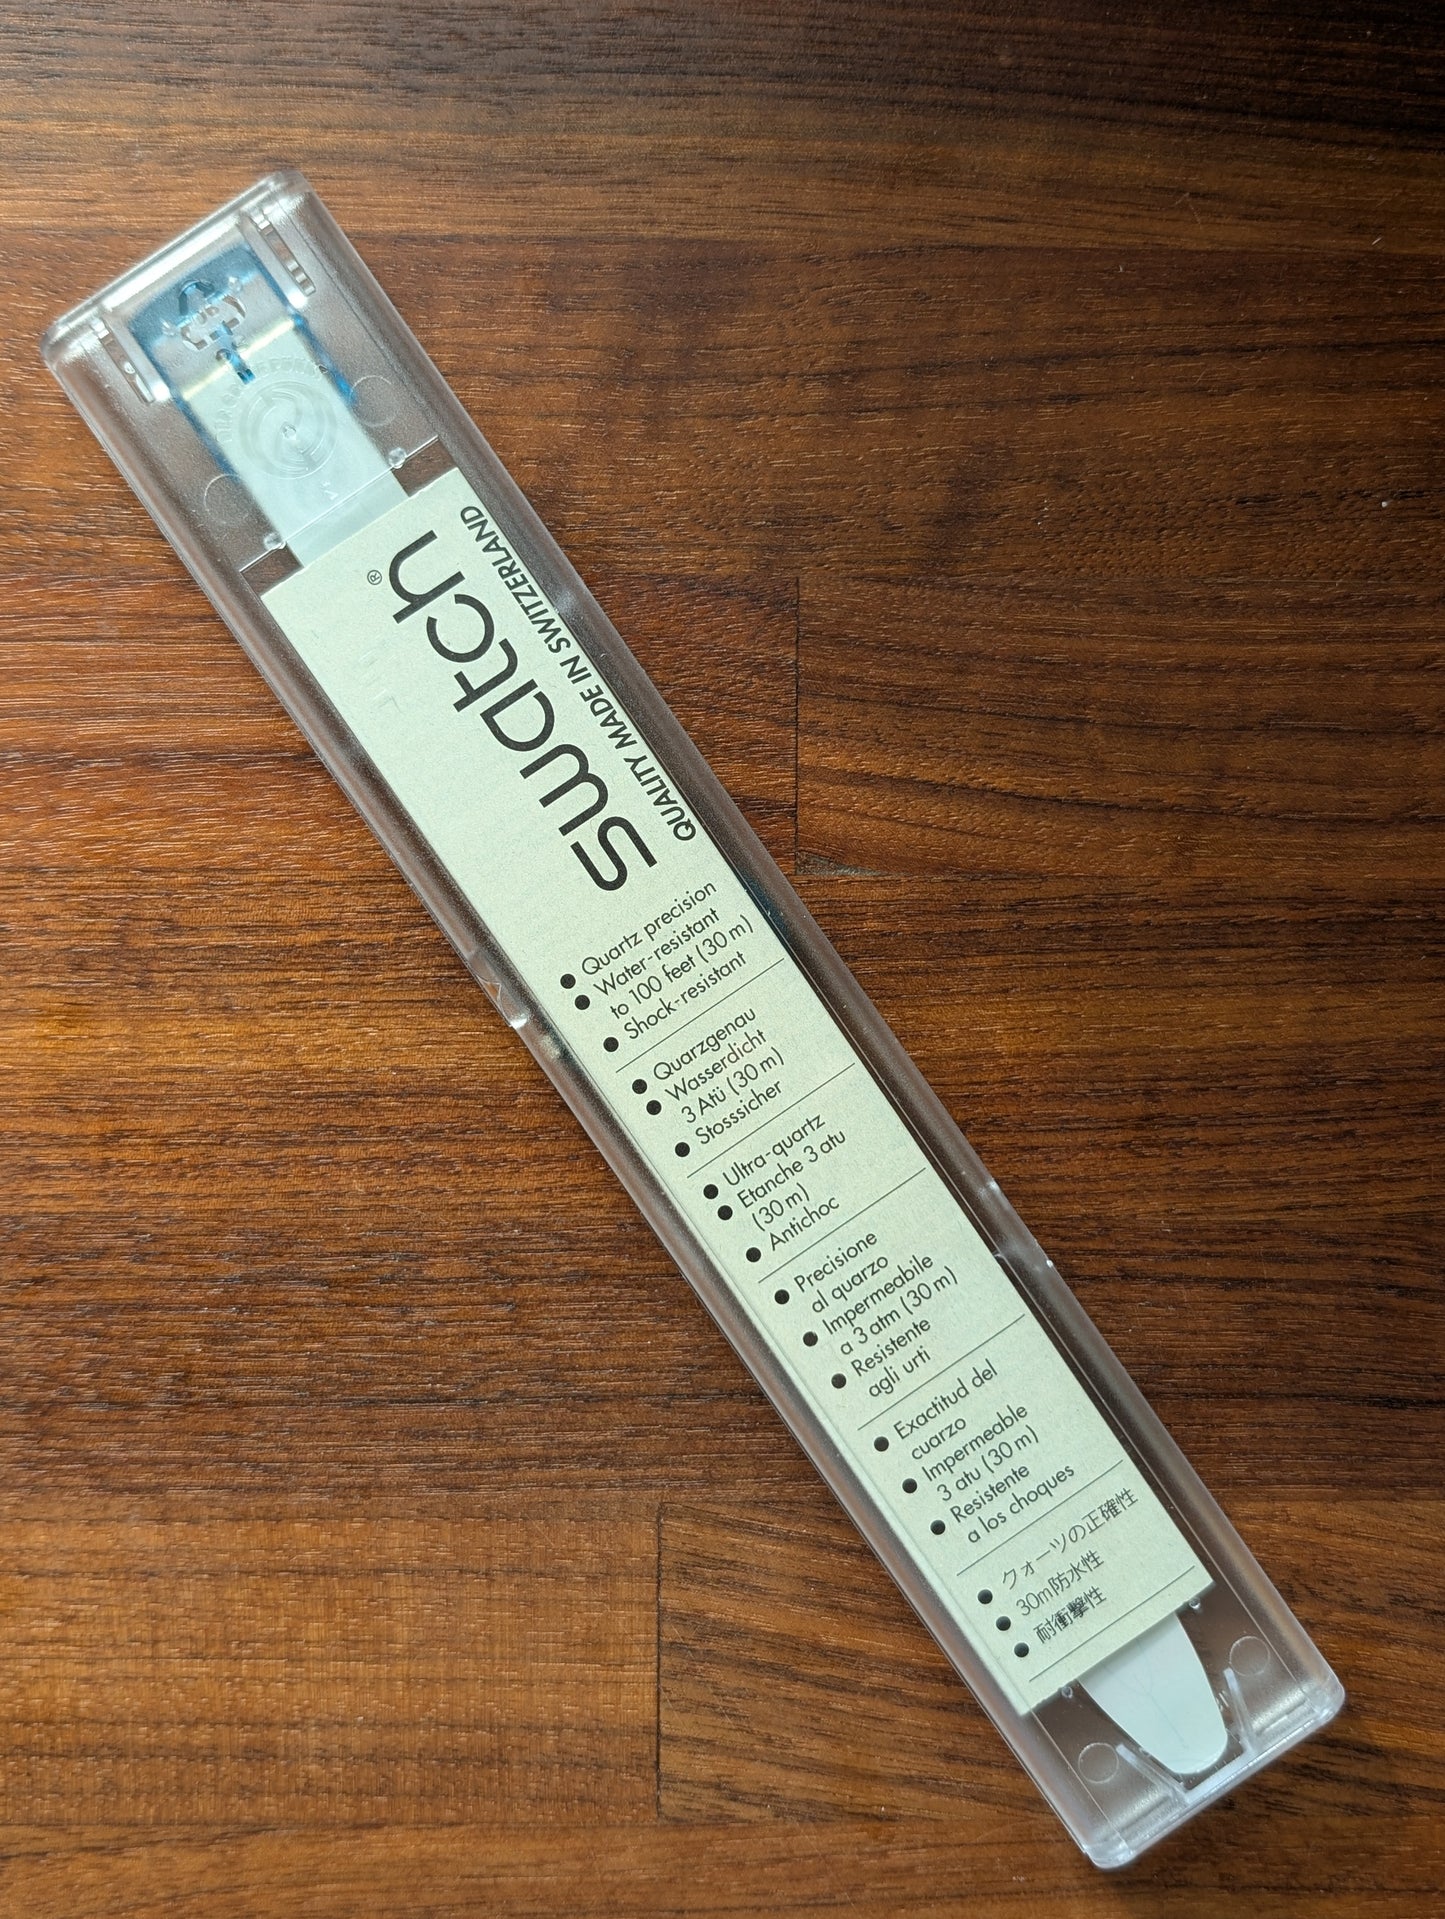 swatch®
QUALITY MADE IN SWITZERLAND
● Quartz precision
● Water-resistant
to 100 feet (30 m)
● Shock-resistant
● Quarzgenau
● Wasserdicht
3 Atü (30 m)
● Stosssicher
● Ultra-quartz
● Etanche 3 atu
(30 m)
● Antichoc
● Precisione
al quarzo
● Impermeabile
a 3 atm (30 m)
● Resistente
agli urti
● Exactitud del
cuarzo
● Impermeable
3 atu (30 m)
● Resistente
a los choques
● クォーツの正確性
● 30m防水性
● 耐衝撃性